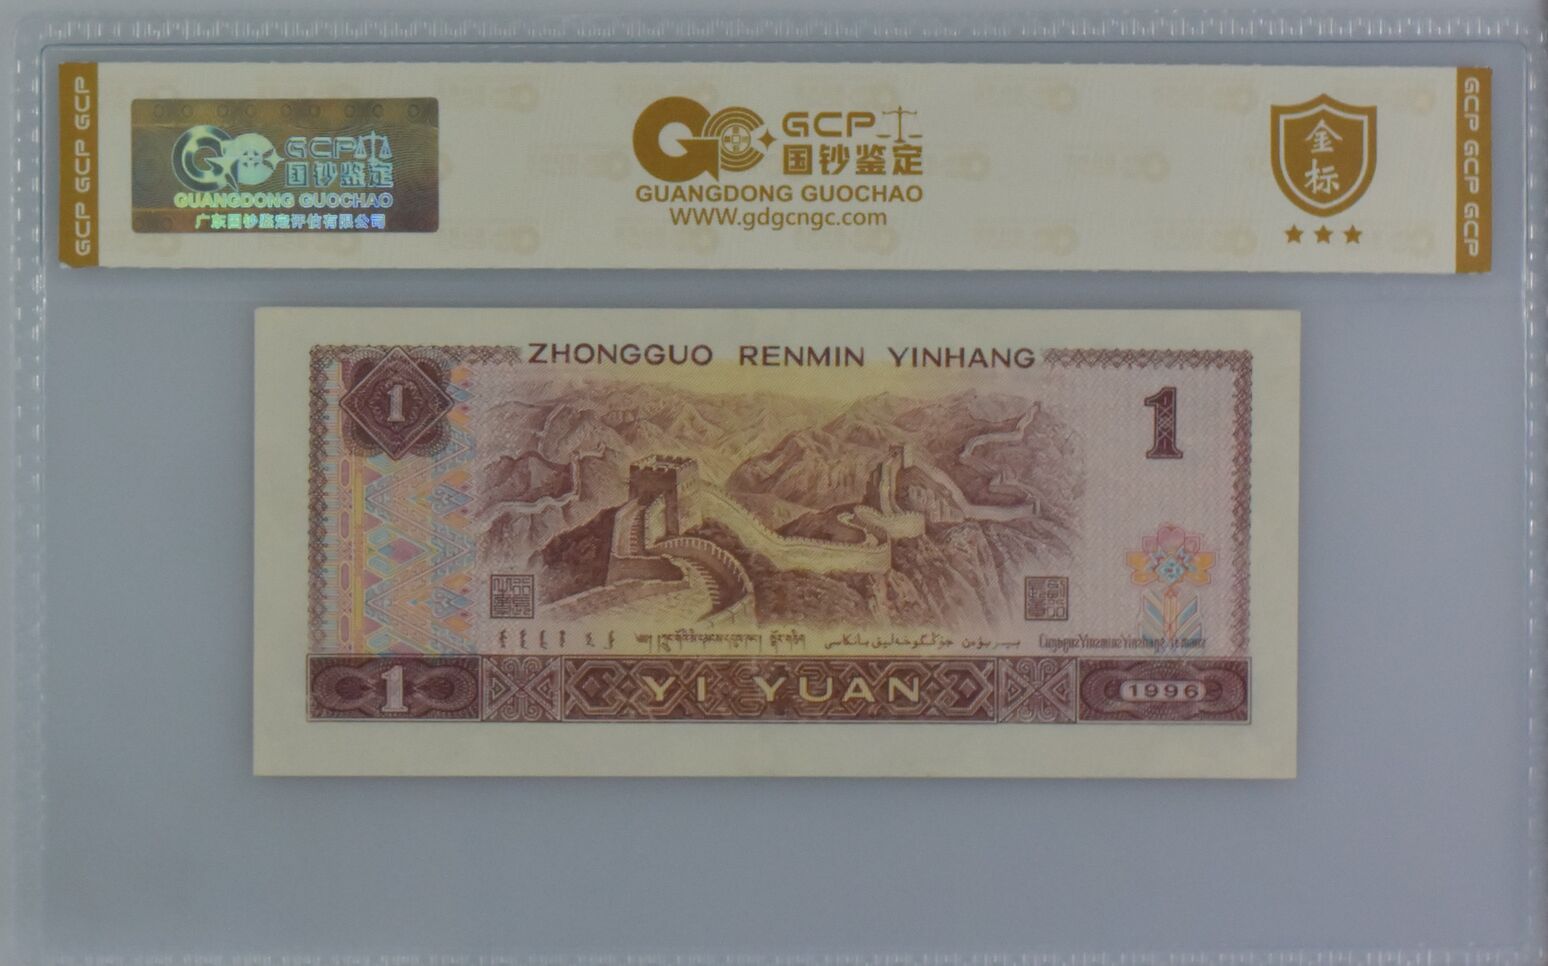 GCP GCP GCP
GCP
国钞鉴定
GUANGDONG GUOCHAO
广东国钞鉴定评估有限公司
GCP
国钞鉴定
GUANGDONG GUOCHAO
WWW.gdgcngc.com
金
标
GCP GCP GCP
ZHONGGUO RENMIN YINHANG
1
1
1
YI YUAN
1996